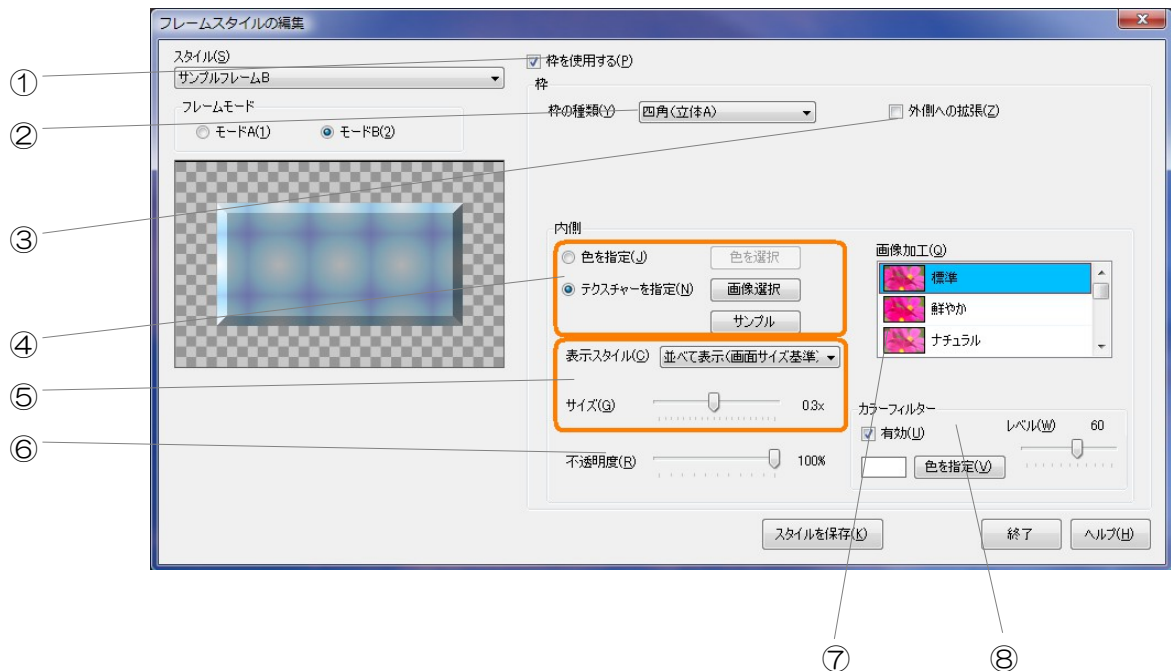 フレームスタイルの編集
スタイル(S)
サンプルフレームB
フレームモード
モードA(1) モードB(2)
枠を使用する(P)
枠
枠の種類(Y) 四角(立体A) 外側への拡張(Z)
内側
色を指定(J) 色を選択
テクスチャーを指定(N) 画像選択
サンプル
表示スタイル(C) 並べて表示(画面サイズ基準)
サイズ(G) 0.3x
不透明度(R) 100%
画像加工(Q)
標準
鮮やか
ナチュラル
カラーフィルター
有効(U) レベル(W) 60
色を指定(V)
スタイルを保存(K) 終了 ヘルプ(H)
①
②
③
④
⑤
⑥
⑦ ⑧